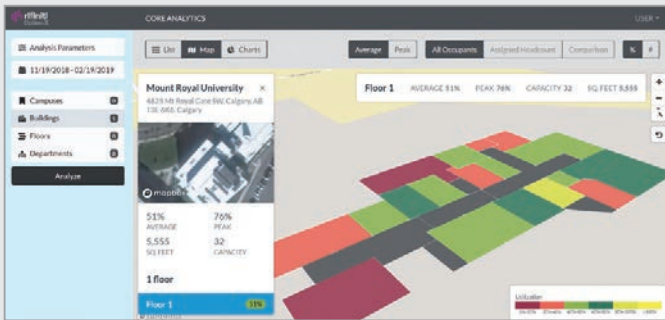 rifiniti
CORE ANALYTICS
USER
Analysis Parameters
11/19/2018 - 02/19/2019
Campuses
Buildings
Floors
Departments
Analyze
List
Map
Charts
Average
Peak
All Occupants
Assigned Headcount
Comparison
%
#
Mount Royal University ×
4825 Mt Royal Gate SW, Calgary, AB
Calgary
mapbox
51%
AVERAGE
76%
PEAK
5,555
SQ FEET
32
CAPACITY
1 floor
Floor 1
51%
Floor 1 AVERAGE 51% PEAK 76% CAPACITY 32 SQ. FEET 5,555
+
−
Utilization